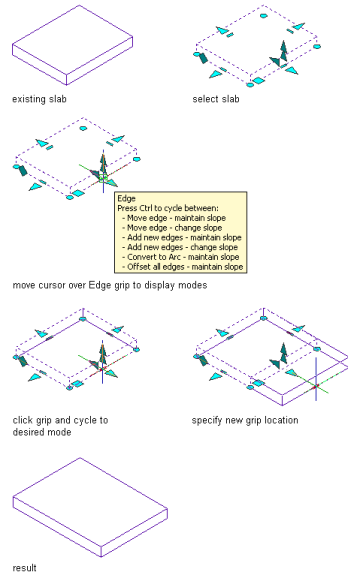 existing slab
select slab
Edge
Press Ctrl to cycle between:
- Move edge - maintain slope
- Move edge - change slope
- Add new edges - maintain slope
- Add new edges - change slope
- Convert to Arc - maintain slope
- Offset all edges - maintain slope
move cursor over Edge grip to display modes
click grip and cycle to
desired mode
specify new grip location
result